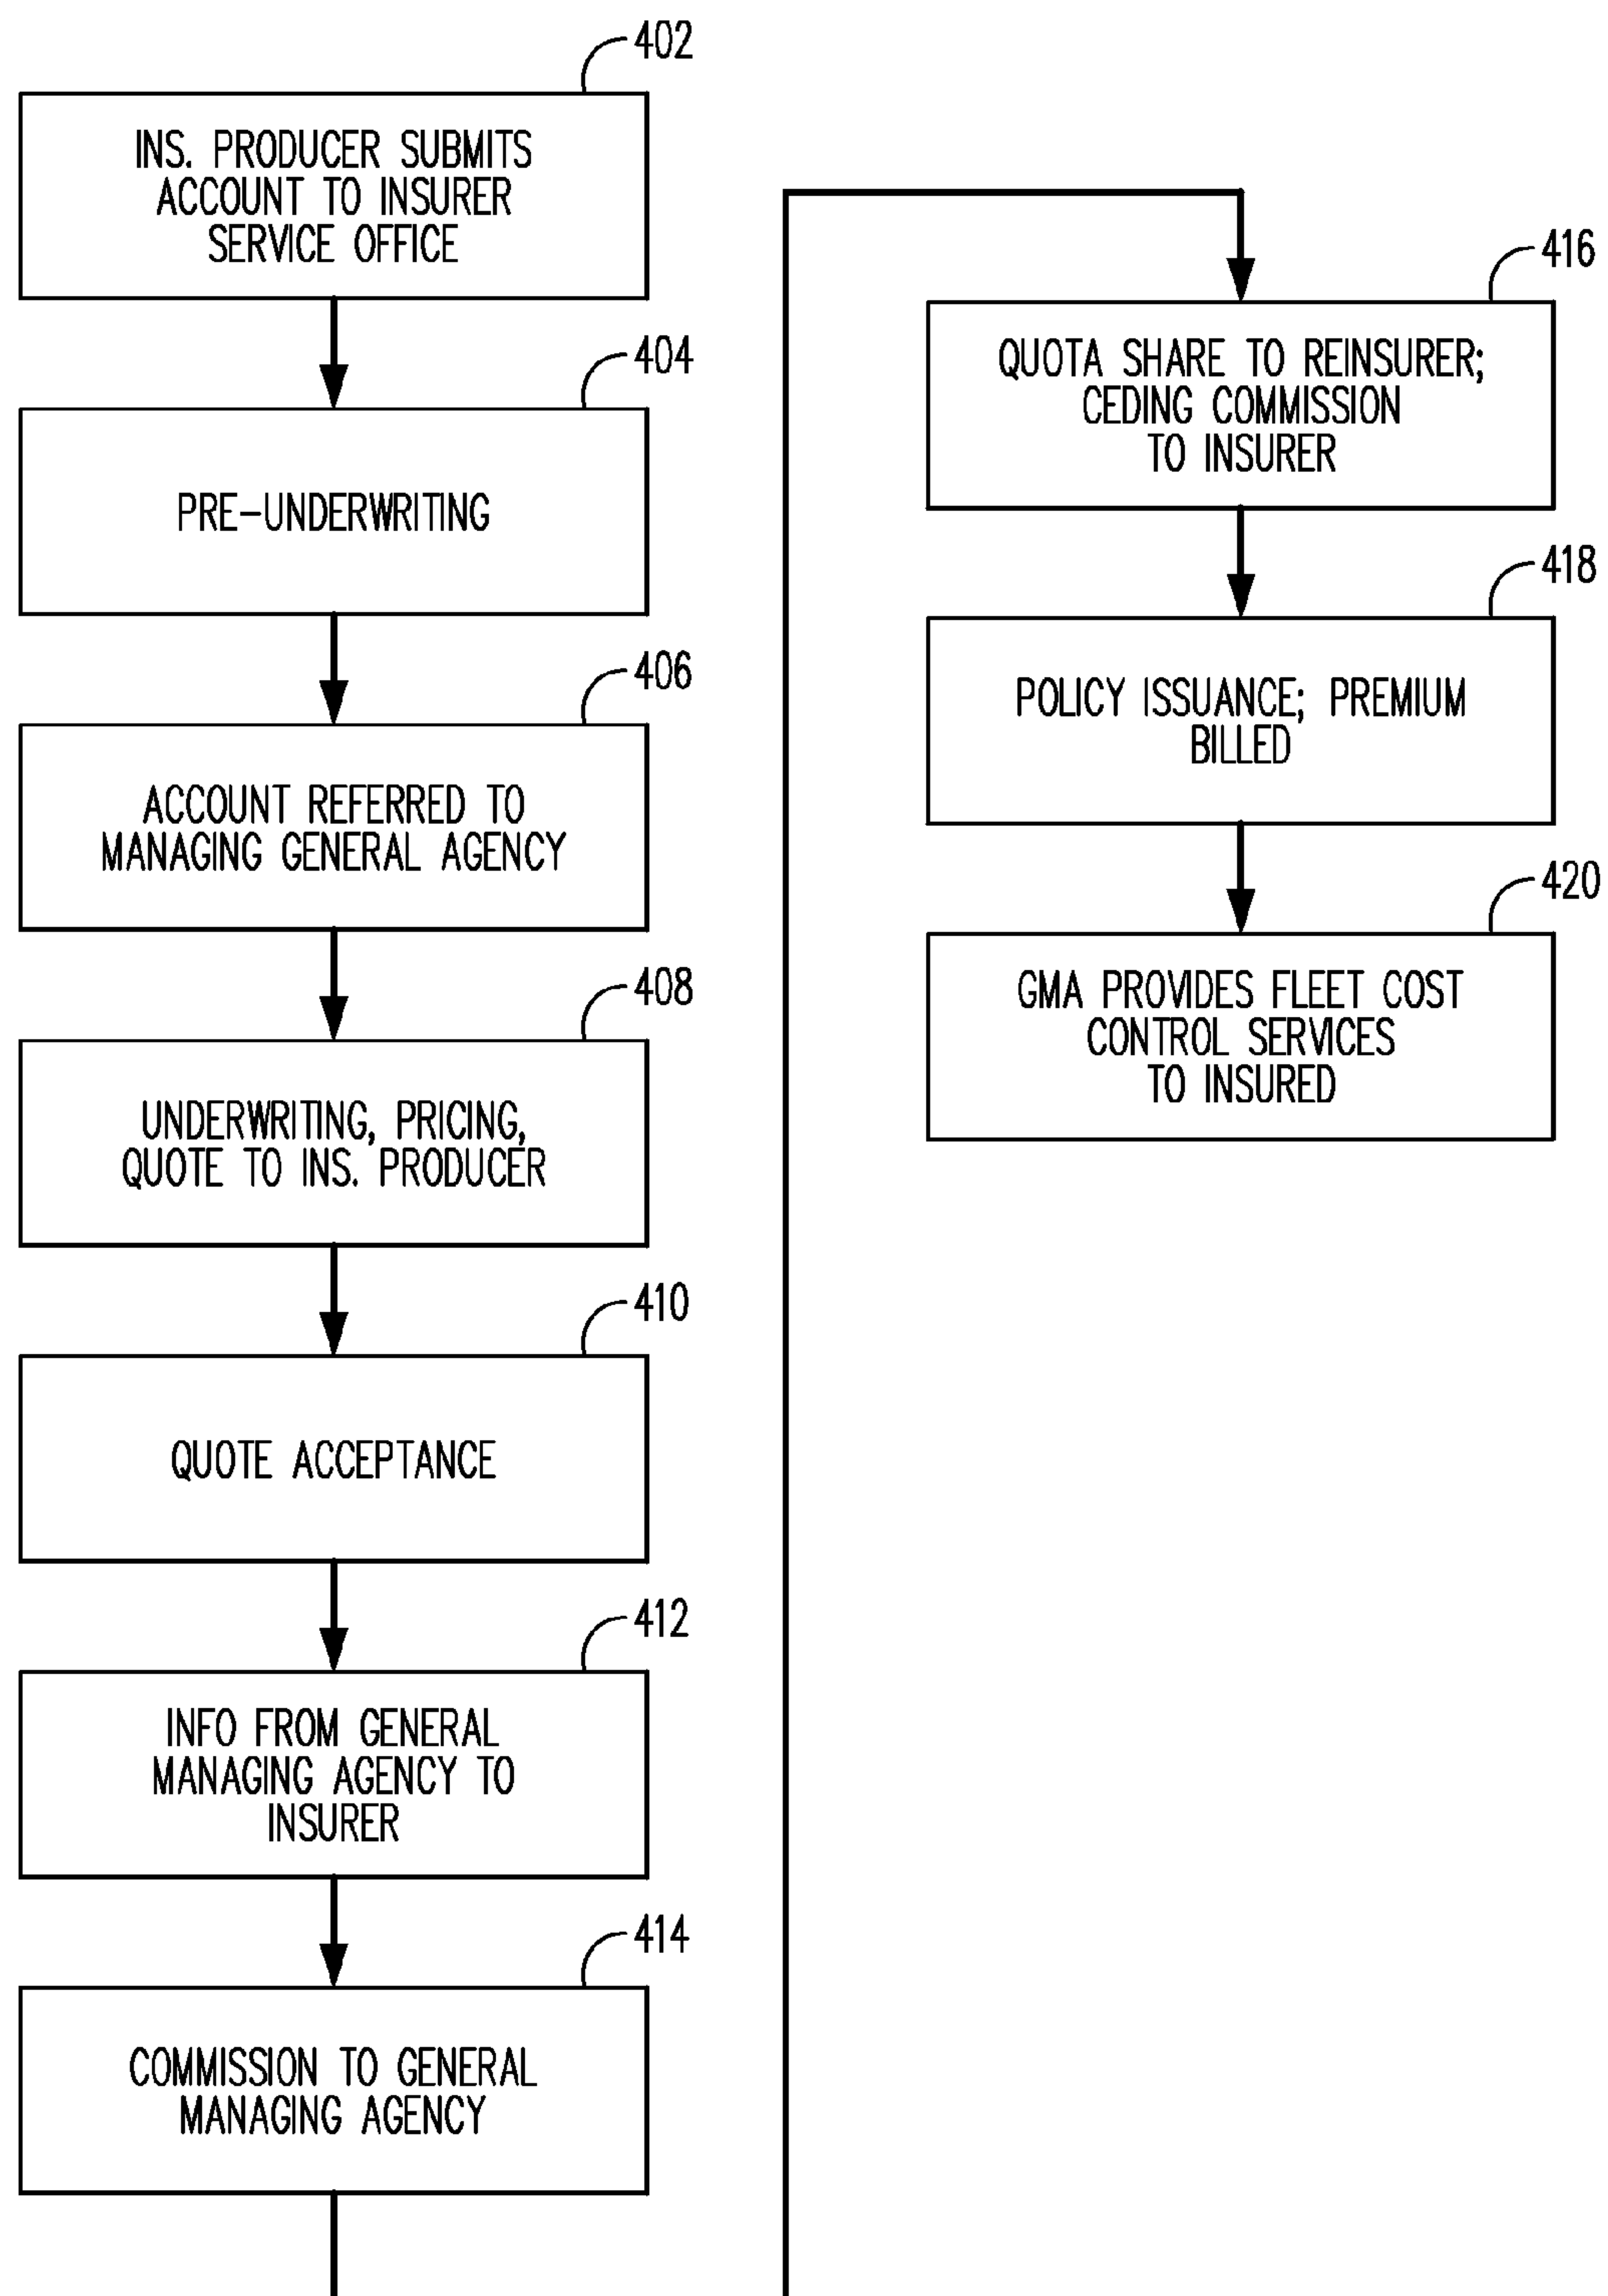 402
INS. PRODUCER SUBMITS
ACCOUNT TO INSURER
SERVICE OFFICE
404
PRE-UNDERWRITING
406
ACCOUNT REFERRED TO
MANAGING GENERAL AGENCY
408
UNDERWRITING, PRICING,
QUOTE TO INS. PRODUCER
410
QUOTE ACCEPTANCE
412
INFO FROM GENERAL
MANAGING AGENCY TO
INSURER
414
COMMISSION TO GENERAL
MANAGING AGENCY
416
QUOTA SHARE TO REINSURER;
CEDING COMMISSION
TO INSURER
418
POLICY ISSUANCE; PREMIUM
BILLED
420
GMA PROVIDES FLEET COST
CONTROL SERVICES
TO INSURED